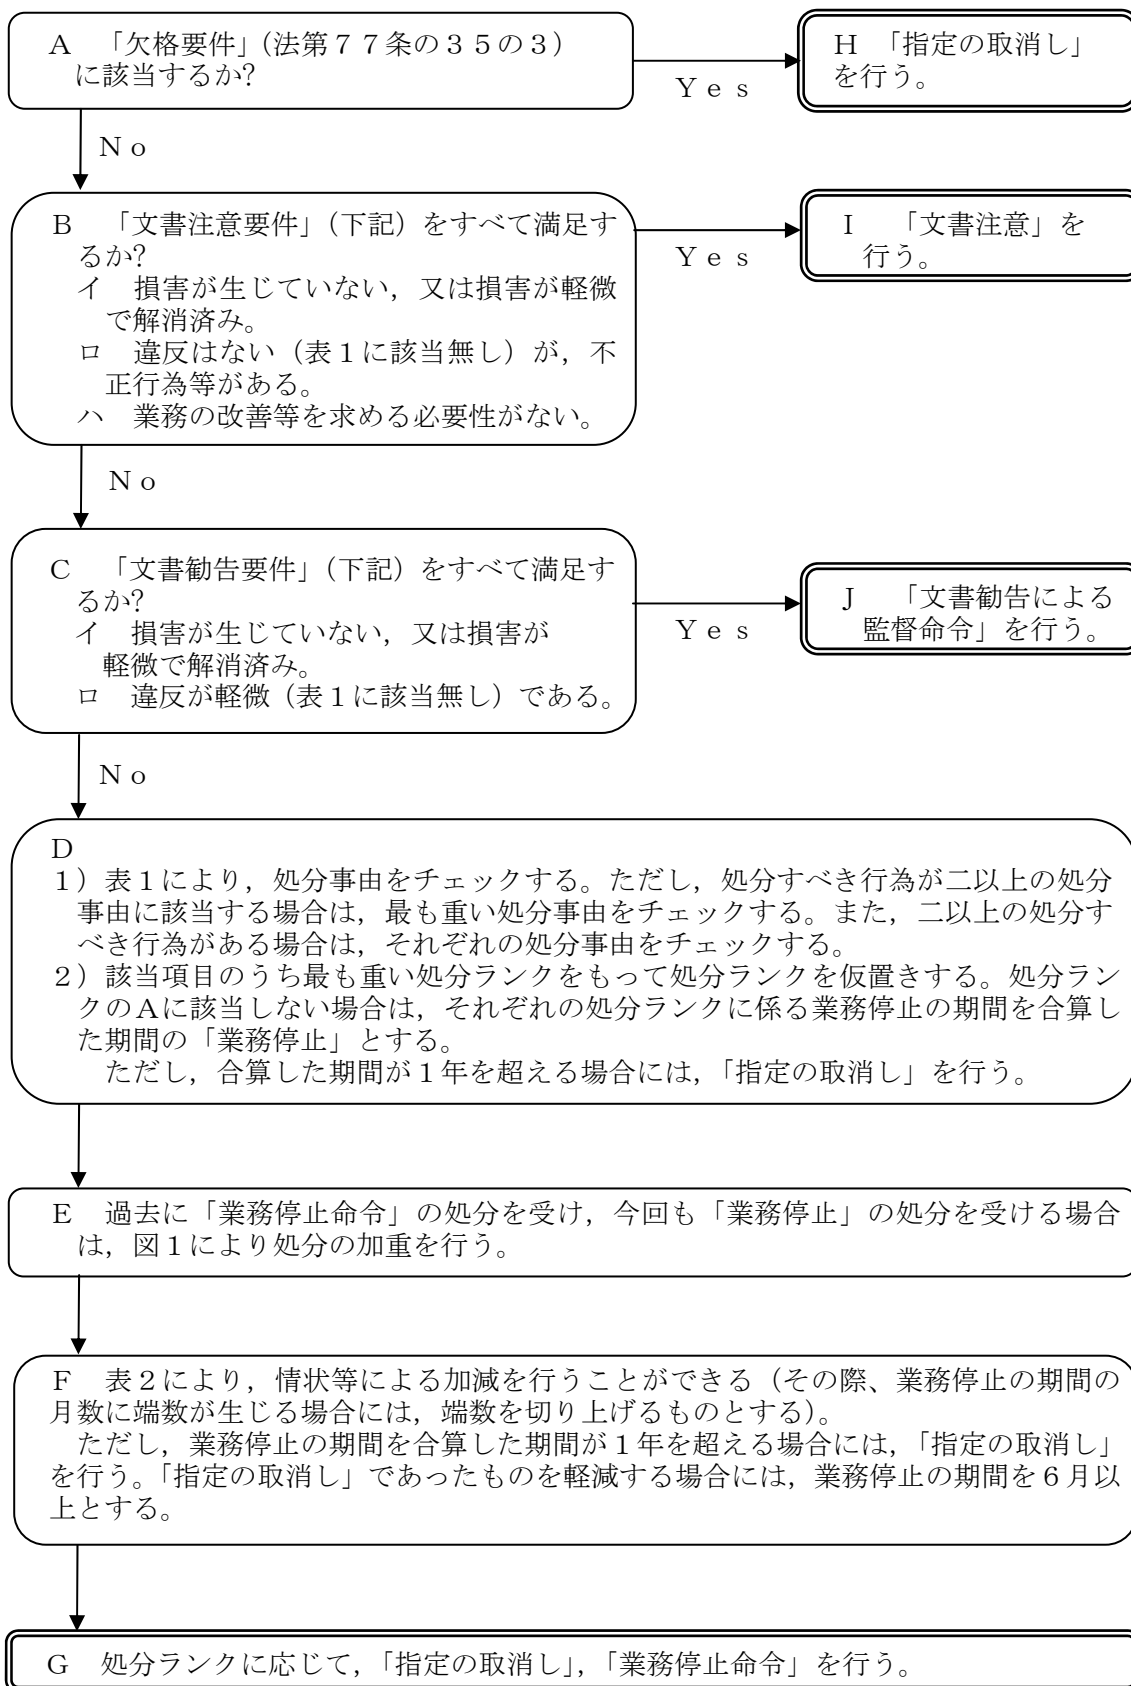 A 「欠格要件」(法第77条の35の3)
に該当するか?
Yes
H 「指定の取消し」
を行う。
No
B 「文書注意要件」(下記)をすべて満足す
るか?
イ 損害が生じていない,又は損害が軽微
で解消済み。
ロ 違反はない(表1に該当無し)が,不
正行為等がある。
ハ 業務の改善等を求める必要性がない。
Yes
I 「文書注意」を
行う。
No
C 「文書勧告要件」(下記)をすべて満足す
るか?
イ 損害が生じていない,又は損害が
軽微で解消済み。
ロ 違反が軽微(表1に該当無し)である。
Yes
J 「文書勧告による
監督命令」を行う。
No
D
1)表1により,処分事由をチェックする。ただし,処分すべき行為が二以上の処分
事由に該当する場合は,最も重い処分事由をチェックする。また,二以上の処分す
べき行為がある場合は,それぞれの処分事由をチェックする。
2)該当項目のうち最も重い処分ランクをもって処分ランクを仮置きする。処分ラン
クのAに該当しない場合は,それぞれの処分ランクに係る業務停止の期間を合算し
た期間の「業務停止」とする。
ただし,合算した期間が1年を超える場合には,「指定の取消し」を行う。
E 過去に「業務停止命令」の処分を受け,今回も「業務停止」の処分を受ける場合
は,図1により処分の加重を行う。
F 表2により,情状等による加減を行うことができる(その際、業務停止の期間の
月数に端数が生じる場合には,端数を切り上げるものとする)。
ただし,業務停止の期間を合算した期間が1年を超える場合には,「指定の取消し」
を行う。「指定の取消し」であったものを軽減する場合には,業務停止の期間を6月以
上とする。
G 処分ランクに応じて,「指定の取消し」,「業務停止命令」を行う。